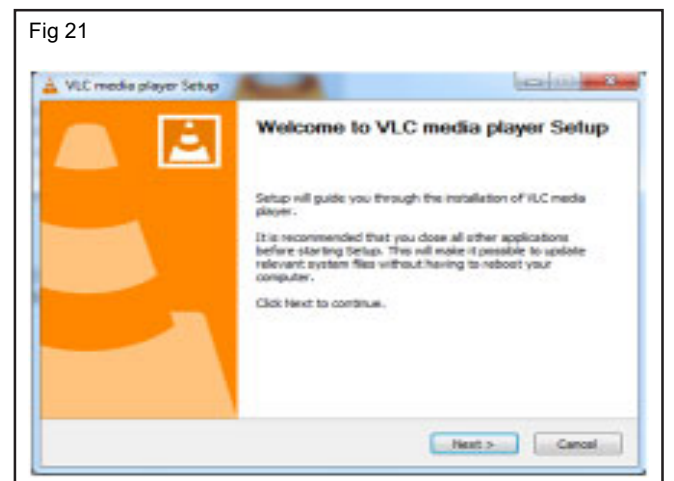 Fig 21
VLC media player Setup
Welcome to VLC media player Setup
Setup will guide you through the installation of VLC media
player.
It is recommended that you close all other applications
before starting Setup. This will make it possible to update
relevant system files without having to reboot your
computer.
Click Next to continue.
Next >
Cancel